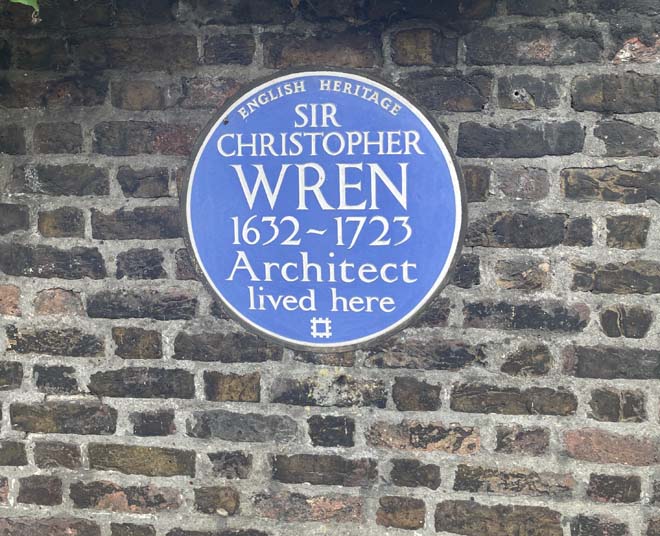 ENGLISH HERITAGE
SIR
CHRISTOPHER
WREN
1632~1723
Architect
lived here